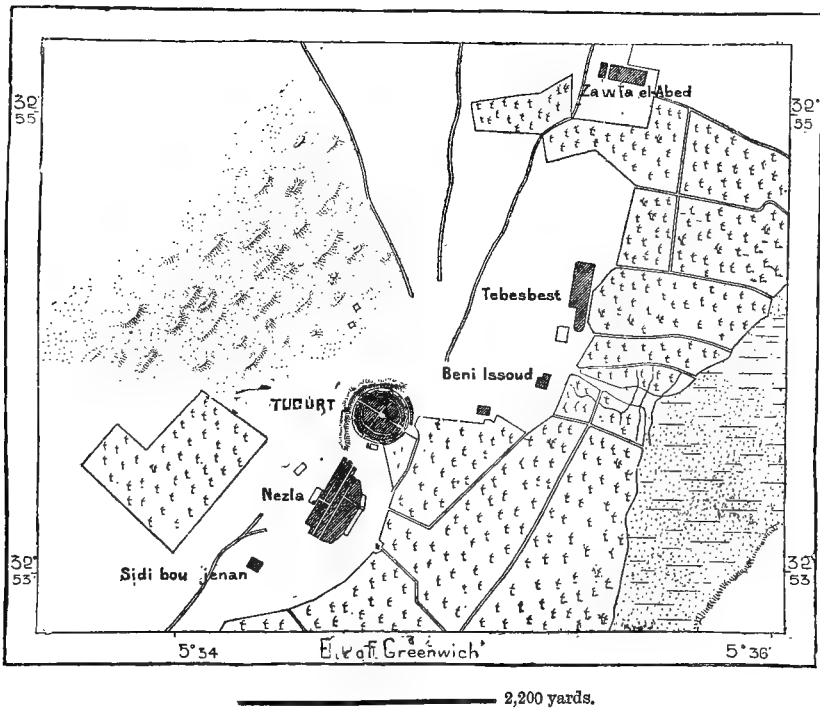 32°
55'
32°
55'
Zawia el-Abed
Tebesbest
Beni Issoud
TUGURT
Nezla
32°
53'
32°
53'
Sidi bou jenan
5°34'
Greenwich
5°36'
2,200 yards.